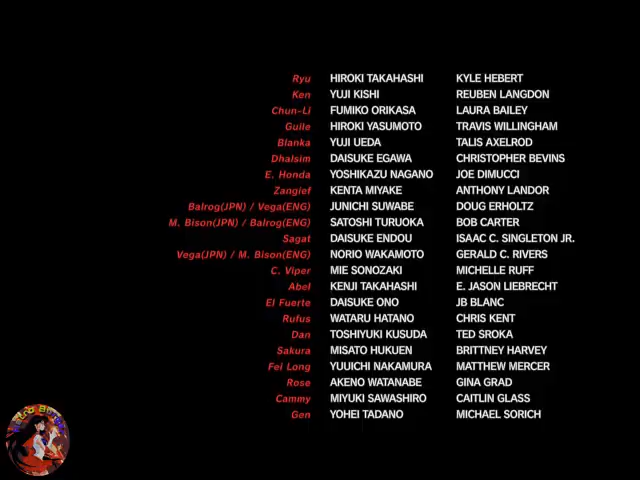 Ryu HIROKI TAKAHASHI KYLE HEBERT
Ken YUJI KISHI REUBEN LANGDON
Chun-Li FUMIKO ORIKASA LAURA BAILEY
Guile HIROKI YASUMOTO TRAVIS WILLINGHAM
Blanka YUJI UEDA TALIS AXELROD
Dhalsim DAISUKE EGAWA CHRISTOPHER BEVINS
E. Honda YOSHIKAZU NAGANO JOE DIMUCCI
Zangief KENTA MIYAKE ANTHONY LANDOR
Balrog(JPN) / Vega(ENG) JUNICHI SUWABE DOUG ERHOLTZ
M. Bison(JPN) / Balrog(ENG) SATOSHI TURUOKA BOB CARTER
Sagat DAISUKE ENDOU ISAAC C. SINGLETON JR.
Vega(JPN) / M. Bison(ENG) NORIO WAKAMOTO GERALD C. RIVERS
C. Viper MIE SONOZAKI MICHELLE RUFF
Abel KENJI TAKAHASHI E. JASON LIEBRECHT
El Fuerte DAISUKE ONO JB BLANC
Rufus WATARU HATANO CHRIS KENT
Dan TOSHIYUKI KUSUDA TED SROKA
Sakura MISATO HUKUEN BRITTNEY HARVEY
Fei Long YUUICHI NAKAMURA MATTHEW MERCER
Rose AKENO WATANABE GINA GRAD
Cammy MIYUKI SAWASHIRO CAITLIN GLASS
Gen YOHEI TADANO MICHAEL SORICH